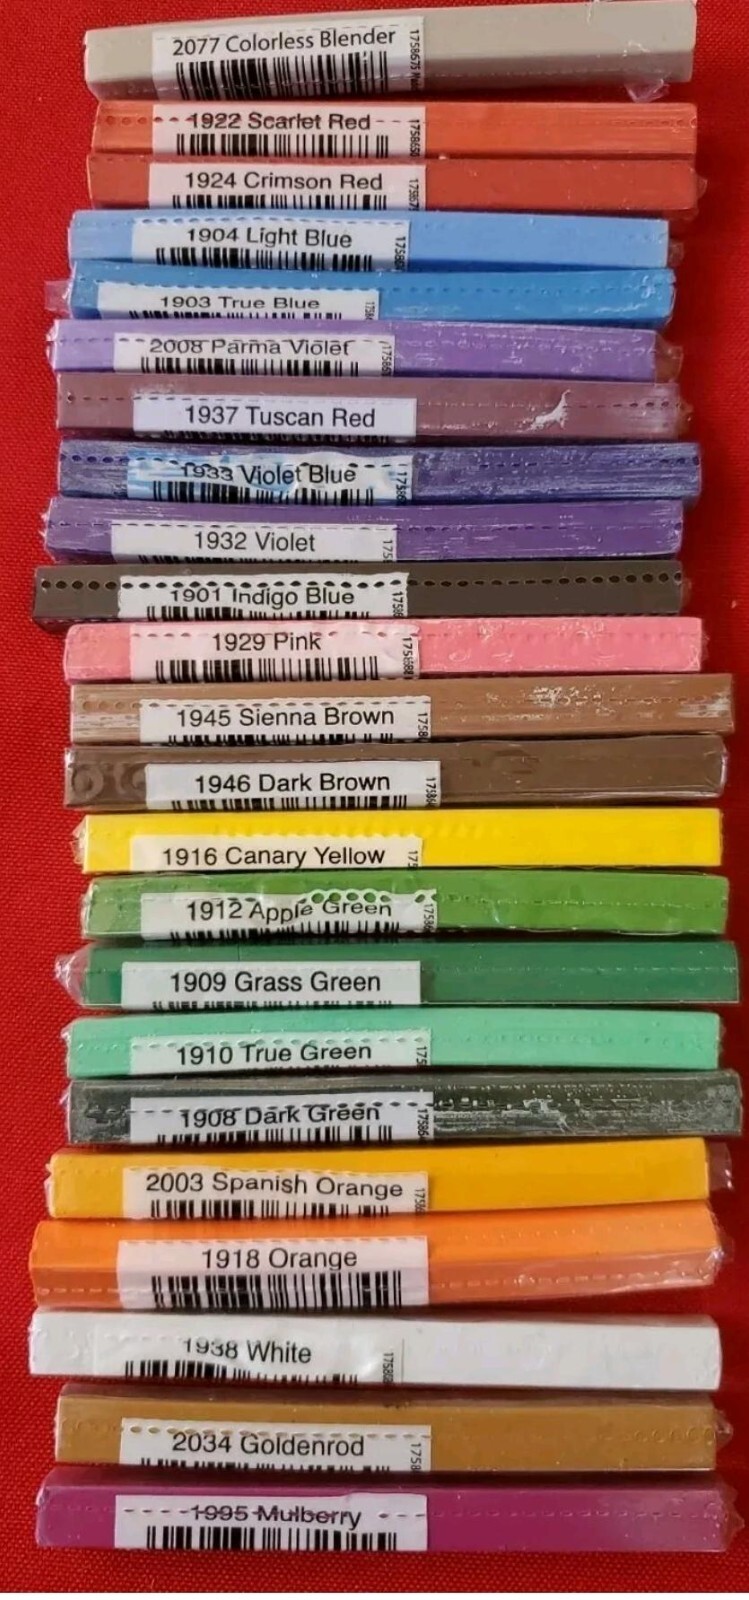 2077 Colorless Blender
1758675
1922 Scarlet Red
1758650
1924 Crimson Red
1904 Light Blue
1903 True Blue
2008 Parma Violet
1937 Tuscan Red
1933 Violet Blue
1932 Violet
1901 Indigo Blue
1929 Pink
1945 Sienna Brown
1946 Dark Brown
1916 Canary Yellow
1912 Apple Green
1909 Grass Green
1910 True Green
1908 Dark Green
2003 Spanish Orange
1918 Orange
1938 White
2034 Goldenrod
1995 Mulberry